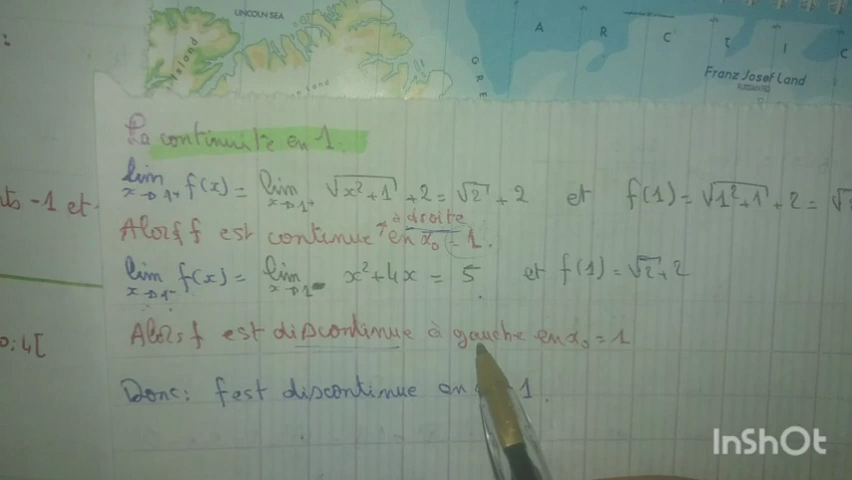 LINCOLN SEA
Island
A R C T I C
Franz Josef Land
La continuité en 1.
lim x→1⁺ f(x) = lim x→1⁺ √(x²+1) + 2 = √2 + 2 et f(1) = √(1²+1) + 2 = √
-1 et
à droite
Alors f est continue en x₀ = 1.
lim x→1⁻ f(x) = lim x→1⁻ x² + 4x = 5 et f(1) = √2 + 2
Alors f est discontinue à gauche en x₀ = 1
; 4[
Donc: f est discontinue en 1.
InShOt